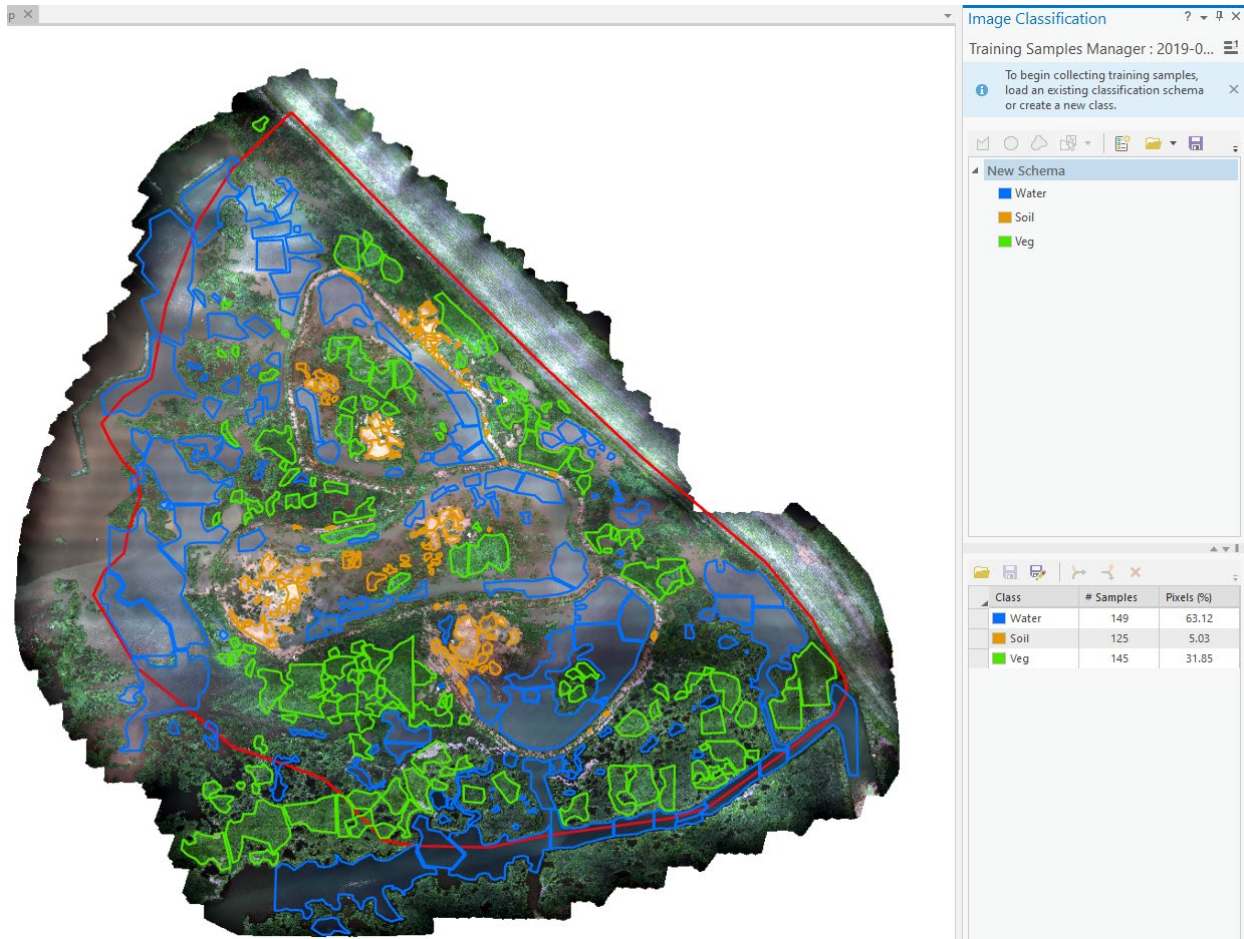 p
Image Classification
Training Samples Manager : 2019-0...
To begin collecting training samples,
load an existing classification schema
or create a new class.
New Schema
Water
Soil
Veg
Class # Samples Pixels (%)
Water 149 63.12
Soil 125 5.03
Veg 145 31.85